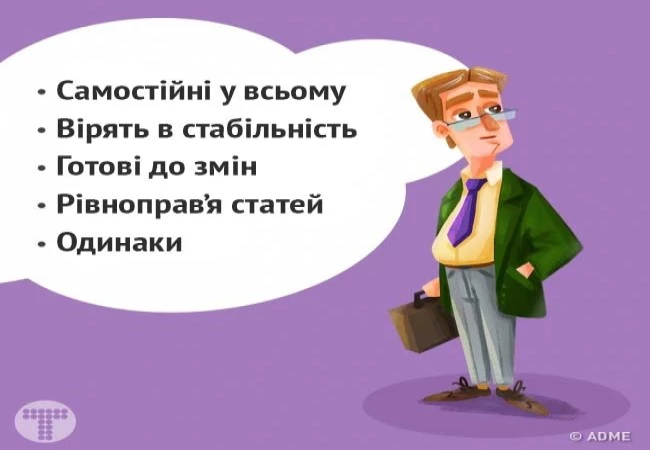 • Самостійні у всьому
• Вірять в стабільність
• Готові до змін
• Рівноправ'я статей
• Одинаки
T
© ADME